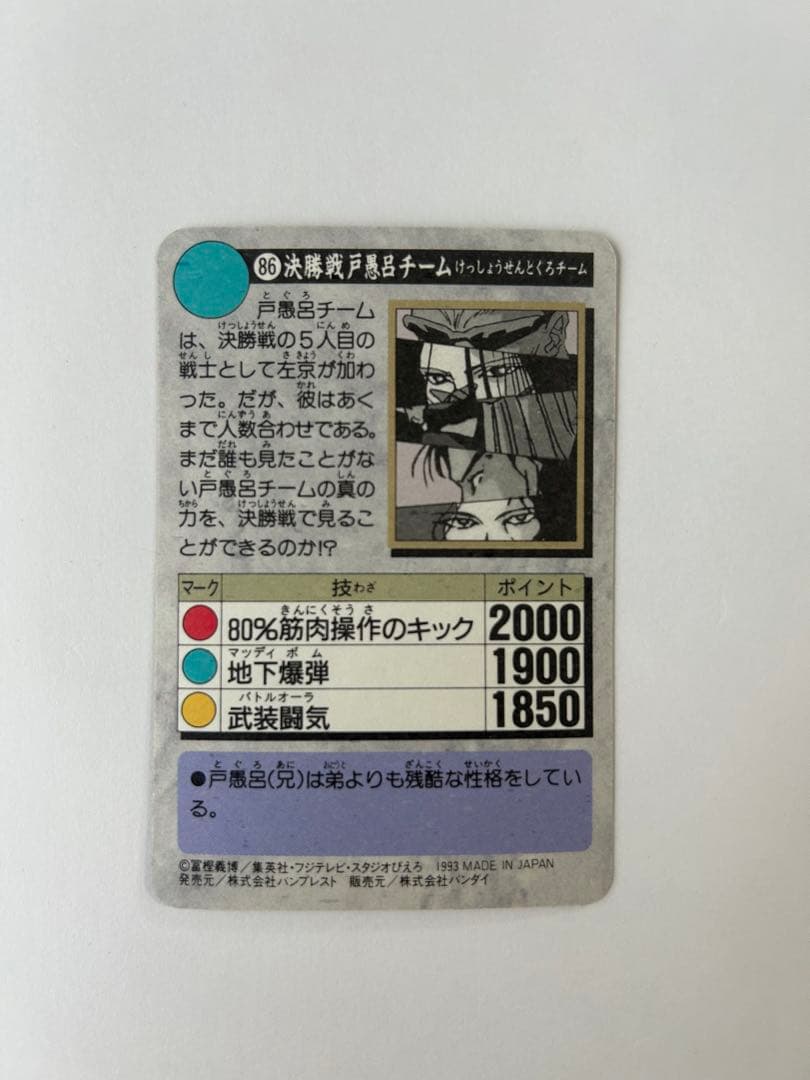 86 決勝戦戸愚呂チーム けっしょうせんとぐろチーム
戸愚呂チーム
は、決勝戦の5人目の
戦士として左京が加わ
った。だが、彼はあく
まで人数合わせである。
まだ誰も見たことがな
い戸愚呂チームの真の
力を、決勝戦で見るこ
とができるのか!?
マーク 技わざ ポイント
80%筋肉操作のキック 2000
地下爆弾 1900
武装闘気 1850
●戸愚呂(兄)は弟よりも残酷な性格をしてい
る。
©冨樫義博/集英社・フジテレビ・スタジオぴえろ 1993 MADE IN JAPAN
発売元/株式会社バンプレスト 販売元/株式会社バンダイ